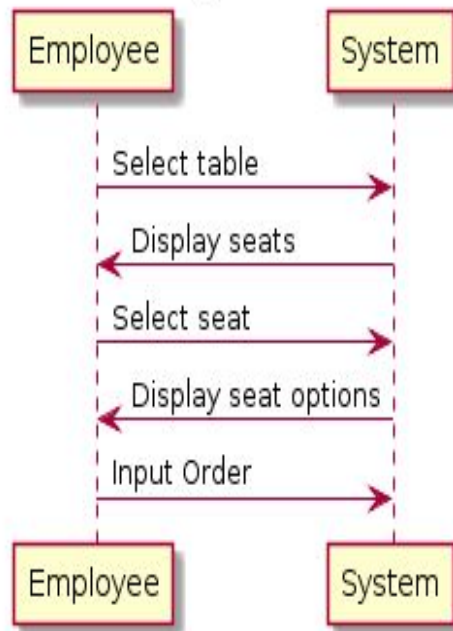 Employee System
Select table
Display seats
Select seat
Display seat options
Input Order
Employee System